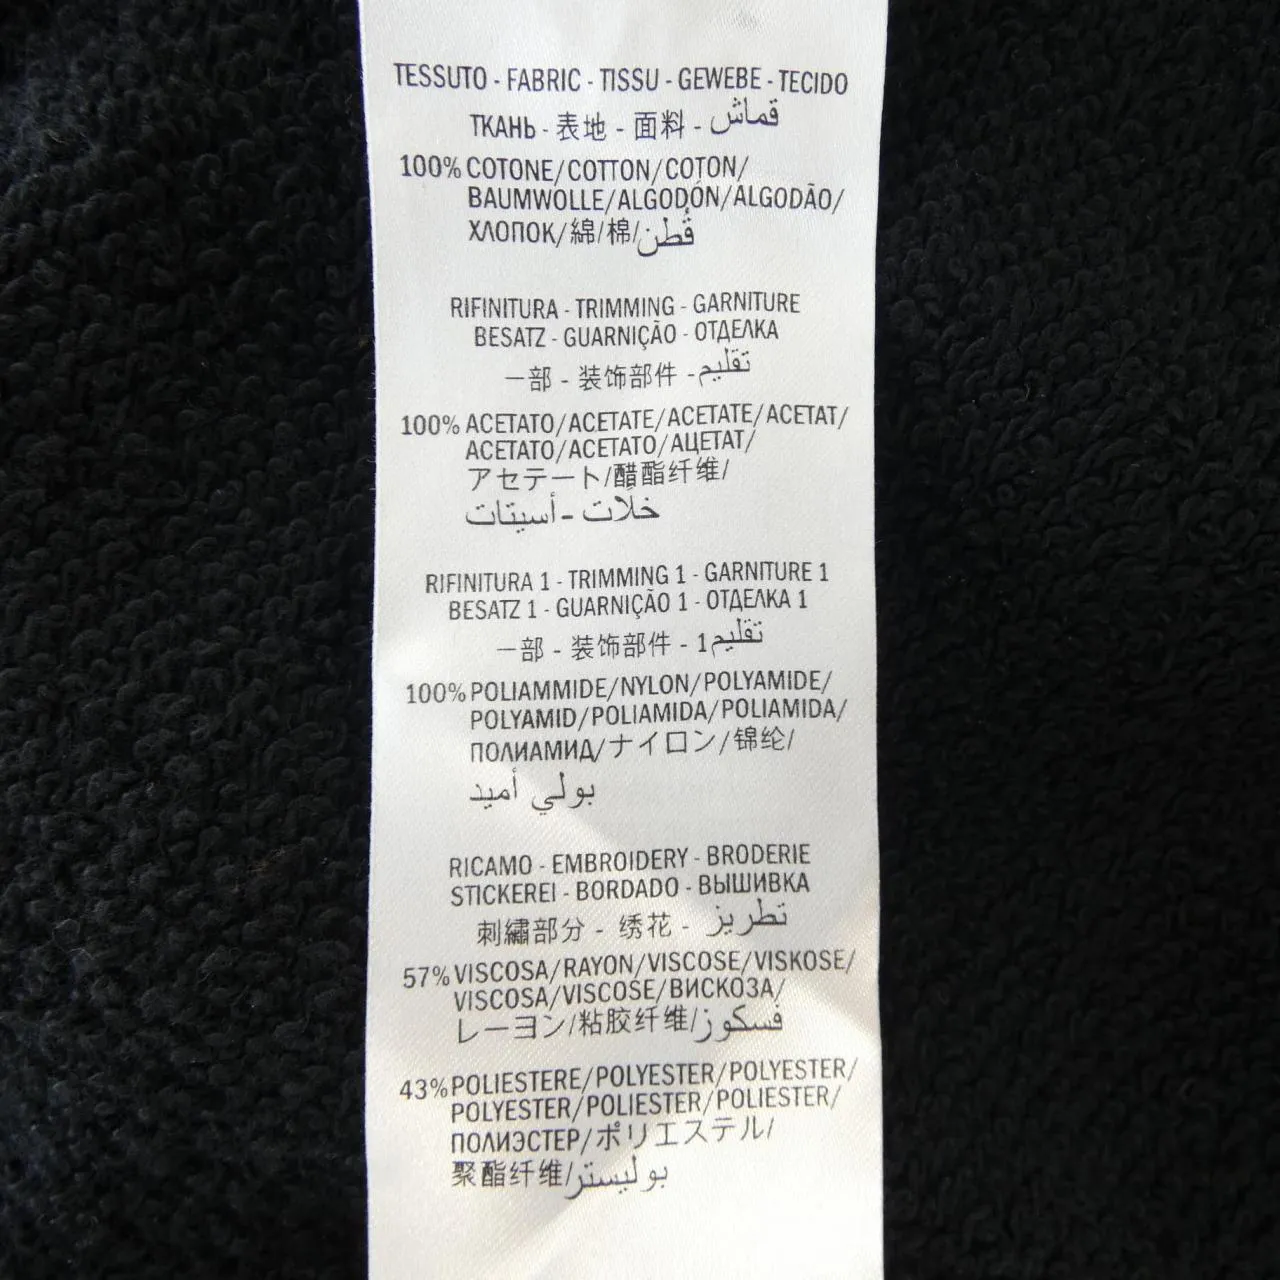 TESSUTO - FABRIC - TISSU - GEWEBE - TECIDO
ТКАНЬ - 表地 - 面料 - قماش
100% COTONE/COTTON/COTON/
BAUMWOLLE/ALGODÓN/ALGODÃO/
ХЛОПОК/綿/棉/قُطن
RIFINITURA - TRIMMING - GARNITURE
BESATZ - GUARNIÇÃO - ОТДЕЛКА
一部 - 装饰部件 - تقليم
100% ACETATO/ACETATE/ACETATE/ACETAT/
ACETATO/ACETATO/АЦЕТАТ/
アセテート/醋酯纤维/
خلّات - أسيتات
RIFINITURA 1 - TRIMMING 1 - GARNITURE 1
BESATZ 1 - GUARNIÇÃO 1 - ОТДЕЛКА 1
一部 - 装饰部件 - 1 تقليم
100% POLIAMMIDE/NYLON/POLYAMIDE/
POLYAMID/POLIAMIDA/POLIAMIDA/
ПОЛИАМИД/ナイロン/锦纶/
بولي أميد
RICAMO - EMBROIDERY - BRODERIE
STICKEREI - BORDADO - ВЫШИВКА
刺繡部分 - 绣花 - تطريز
57% VISCOSA/RAYON/VISCOSE/VISKOSE/
VISCOSA/VISCOSE/ВИСКОЗА/
レーヨン/粘胶纤维/فسكوز
43% POLIESTERE/POLYESTER/POLYESTER/
POLYESTER/POLIESTER/POLIESTER/
ПОЛИЭСТЕР/ポリエステル/
聚酯纤维/بوليستر